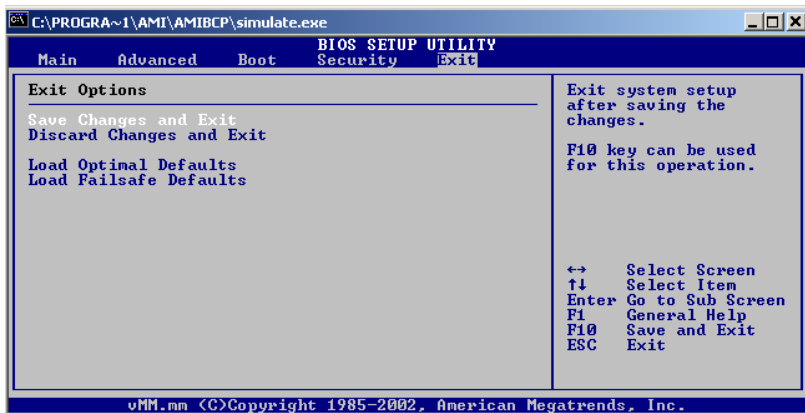 C:\PROGRA~1\AMI\AMIBCP\simulate.exe
BIOS SETUP UTILITY
Main Advanced Boot Security Exit
Exit Options
Save Changes and Exit
Discard Changes and Exit
Load Optimal Defaults
Load Failsafe Defaults
Exit system setup
after saving the
changes.
F10 key can be used
for this operation.
←→ Select Screen
↑↓ Select Item
Enter Go to Sub Screen
F1 General Help
F10 Save and Exit
ESC Exit
vMM.mm (C)Copyright 1985-2002, American Megatrends, Inc.